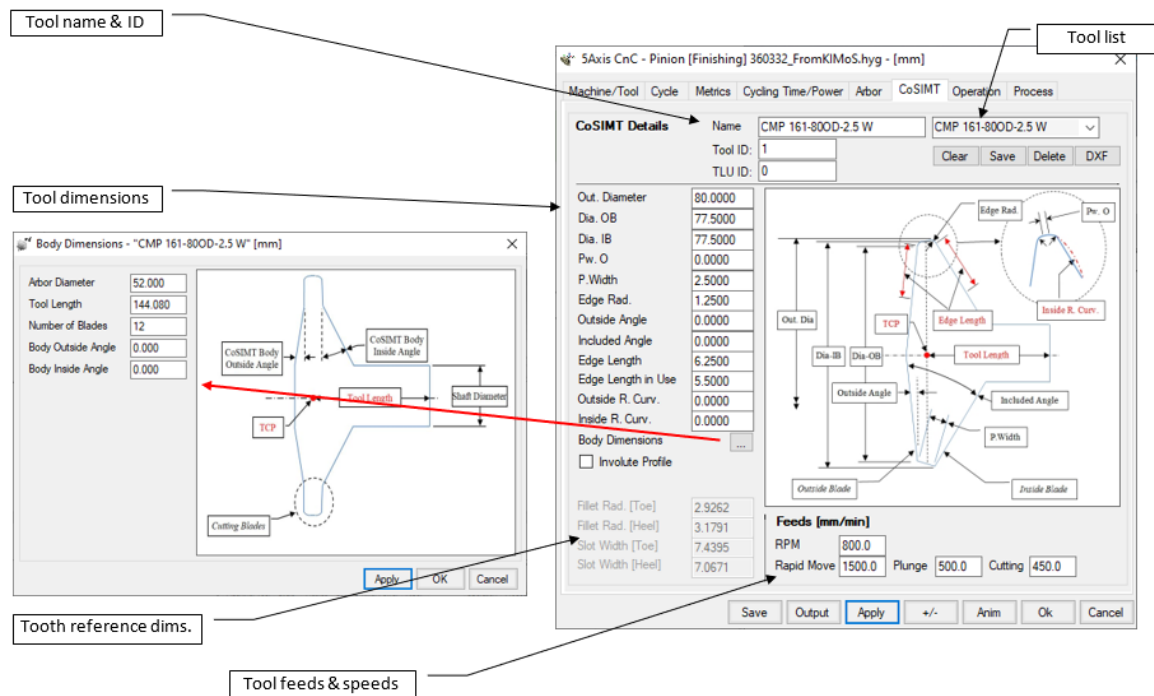 Tool name & ID
Tool list
5Axis CnC - Pinion [Finishing] 360332_FromKIMoS.hyg - [mm]
Machine/Tool Cycle Metrics Cycling Time/Power Arbor CoSIMT Operation Process
CoSIMT Details Name CMP 161-80OD-2.5 W CMP 161-80OD-2.5 W
Tool ID: 1
Clear Save Delete DXF
TLU ID: 0
Tool dimensions
Out. Diameter 80.0000
Dia. OB 77.5000
Dia. IB 77.5000
Pw. O 0.0000
P.Width 2.5000
Edge Rad. 1.2500
Outside Angle 0.0000
Included Angle 0.0000
Edge Length 6.2500
Edge Length in Use 5.5000
Outside R. Curv. 0.0000
Inside R. Curv. 0.0000
Body Dimensions ...
Involute Profile
Fillet Rad. [Toe] 2.9262
Fillet Rad. [Heel] 3.1791
Slot Width [Toe] 7.4395
Slot Width [Heel] 7.0671
Edge Rad.
Pw. O
Inside R. Curv.
Out. Dia
TCP
Edge Length
Dia-IB
Dia-OB
Tool Length
Outside Angle
Included Angle
P.Width
Outside Blade
Inside Blade
Feeds [mm/min]
RPM 800.0
Rapid Move 1500.0 Plunge 500.0 Cutting 450.0
Save Output Apply +/- Anim Ok Cancel
Body Dimensions - "CMP 161-80OD-2.5 W" [mm]
Arbor Diameter 52.000
Tool Length 144.080
Number of Blades 12
Body Outside Angle 0.000
Body Inside Angle 0.000
CoSIMT Body
Outside Angle
CoSIMT Body
Inside Angle
Tool Length
Shaft Diameter
TCP
Cutting Blades
Apply OK Cancel
Tooth reference dims.
Tool feeds & speeds